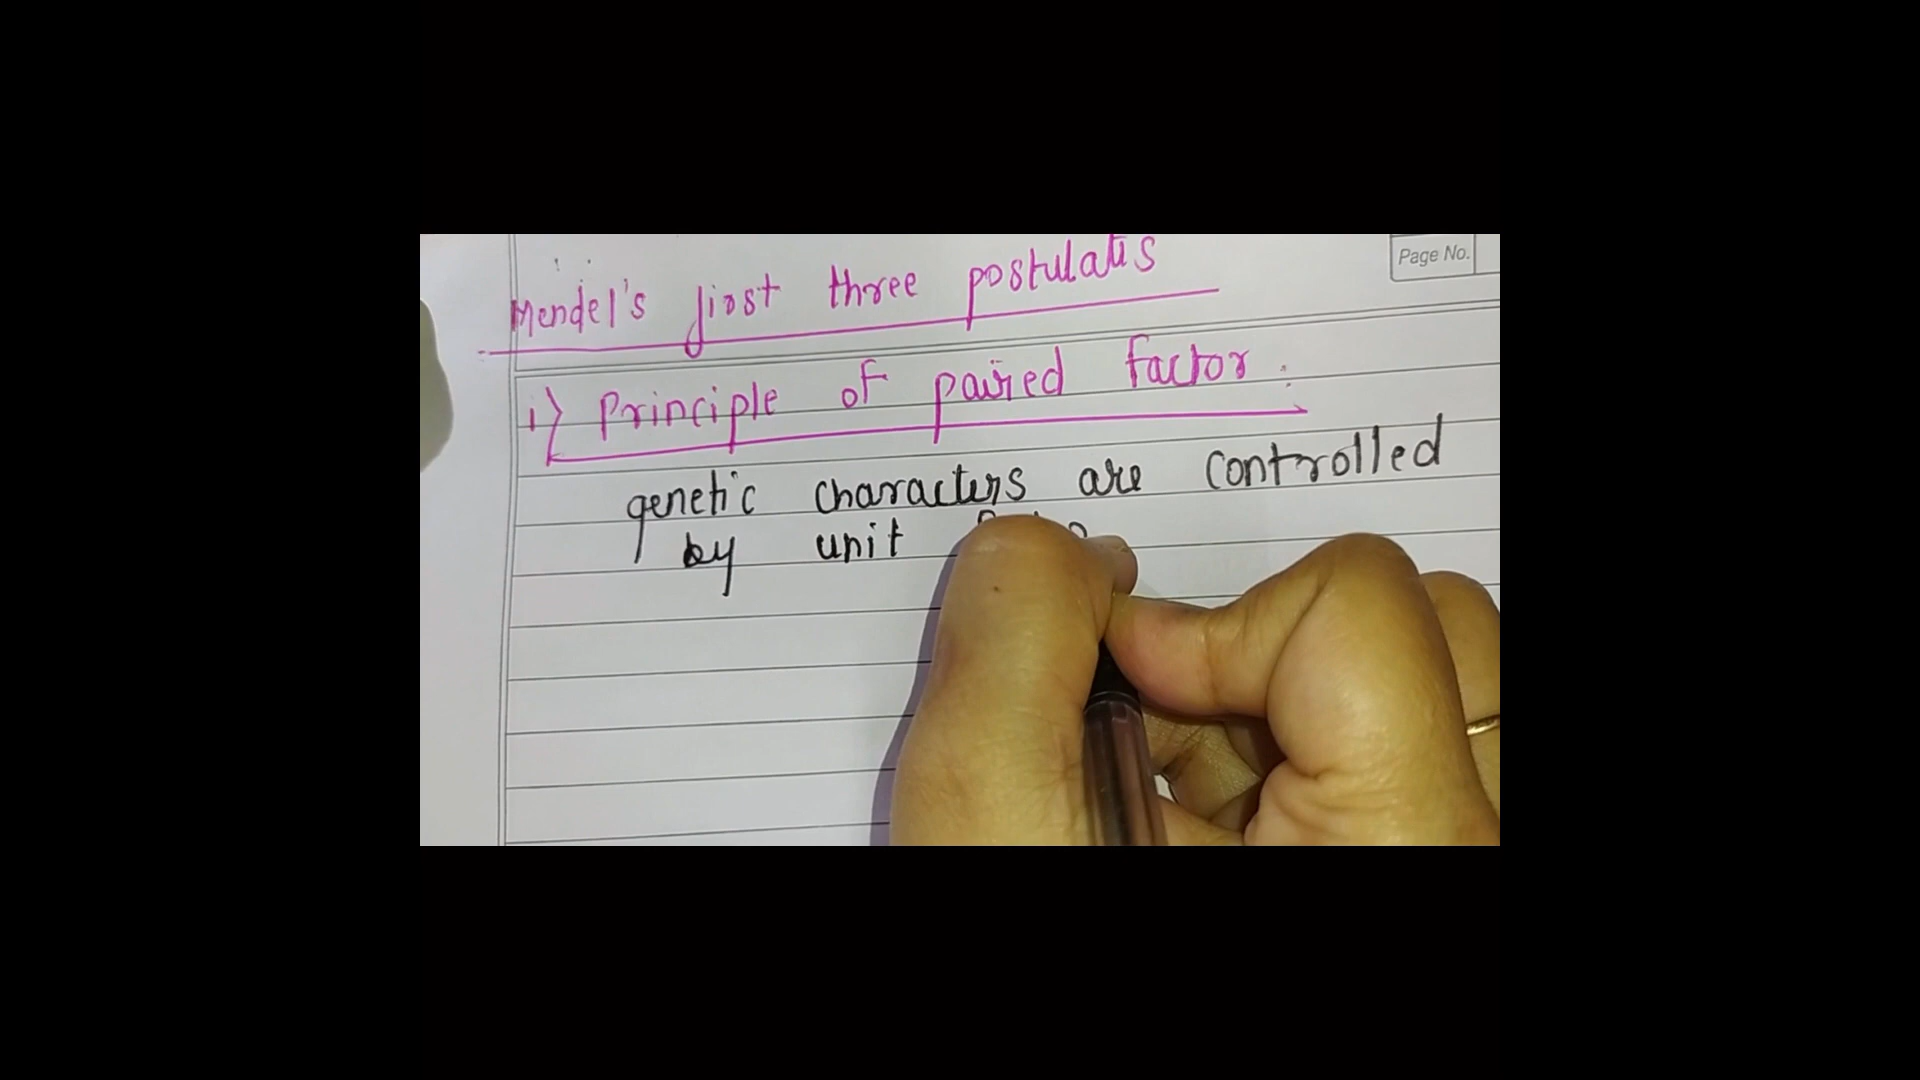 Mendel's first three postulates
Page No.
i) Principle of paired factor:
genetic characters are controlled
by unit